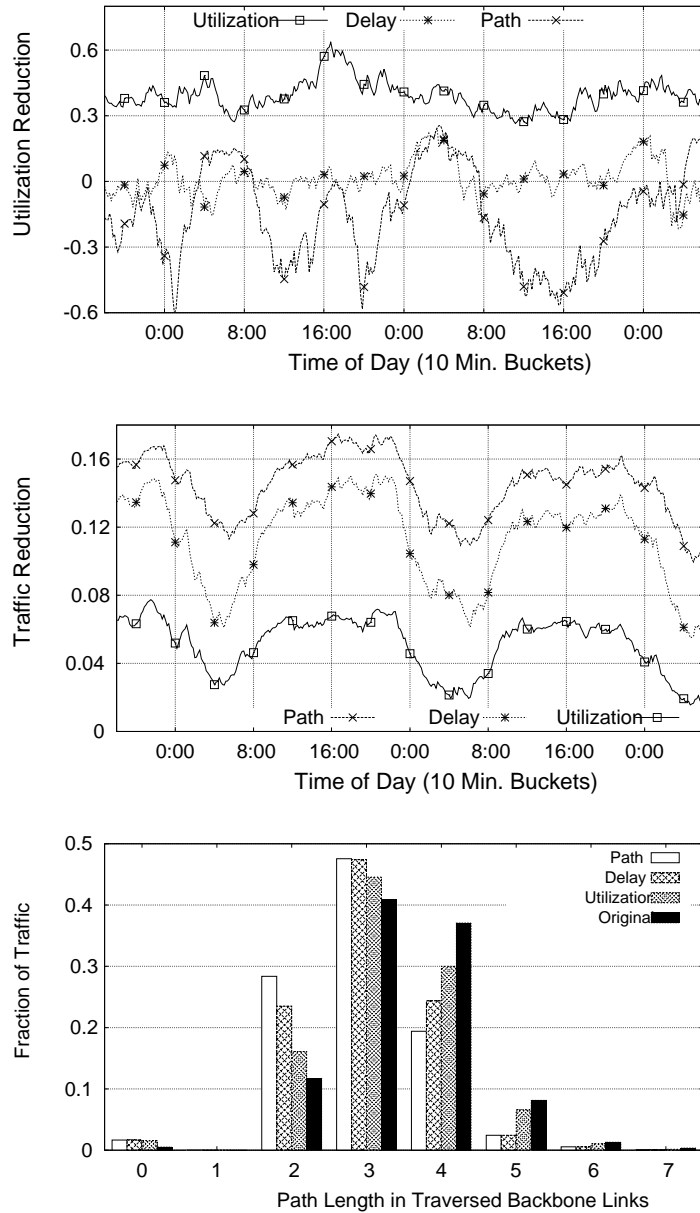 Utilization Delay Path
0.6
0.3
0
-0.3
-0.6
Utilization Reduction
0:00 8:00 16:00 0:00 8:00 16:00 0:00
Time of Day (10 Min. Buckets)
0.16
0.12
0.08
0.04
0
Traffic Reduction
Path Delay Utilization
0:00 8:00 16:00 0:00 8:00 16:00 0:00
Time of Day (10 Min. Buckets)
0.5
0.4
0.3
0.2
0.1
0
Fraction of Traffic
Path
Delay
Utilization
Original
0 1 2 3 4 5 6 7
Path Length in Traversed Backbone Links